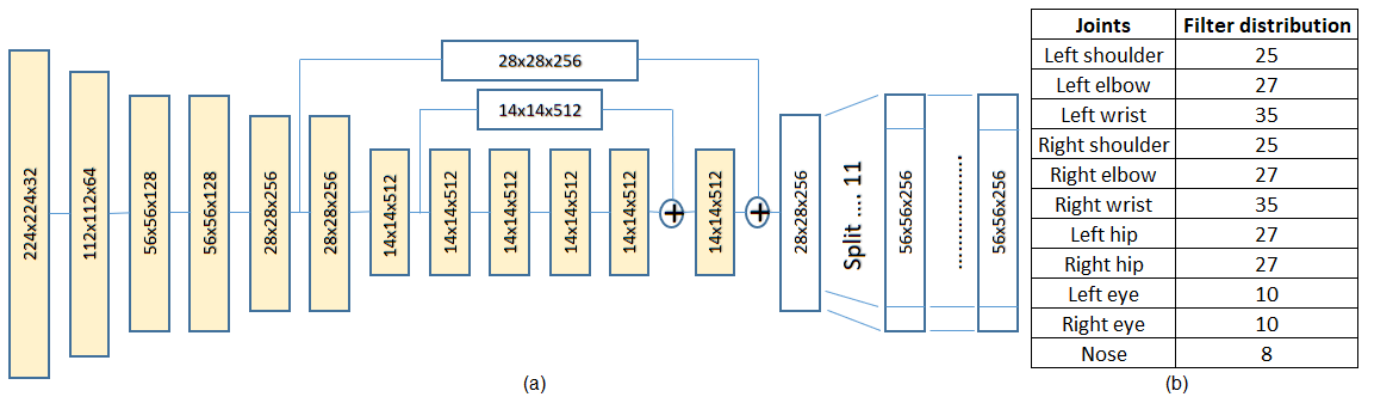 224x224x32
112x112x64
56x56x128
56x56x128
28x28x256
28x28x256
28x28x256
14x14x512
14x14x512
14x14x512
14x14x512
14x14x512
14x14x512
+
14x14x512
+
28x28x256
Split .... 11
56x56x256
..............
56x56x256
(a)
Joints Filter distribution
Left shoulder 25
Left elbow 27
Left wrist 35
Right shoulder 25
Right elbow 27
Right wrist 35
Left hip 27
Right hip 27
Left eye 10
Right eye 10
Nose 8
(b)